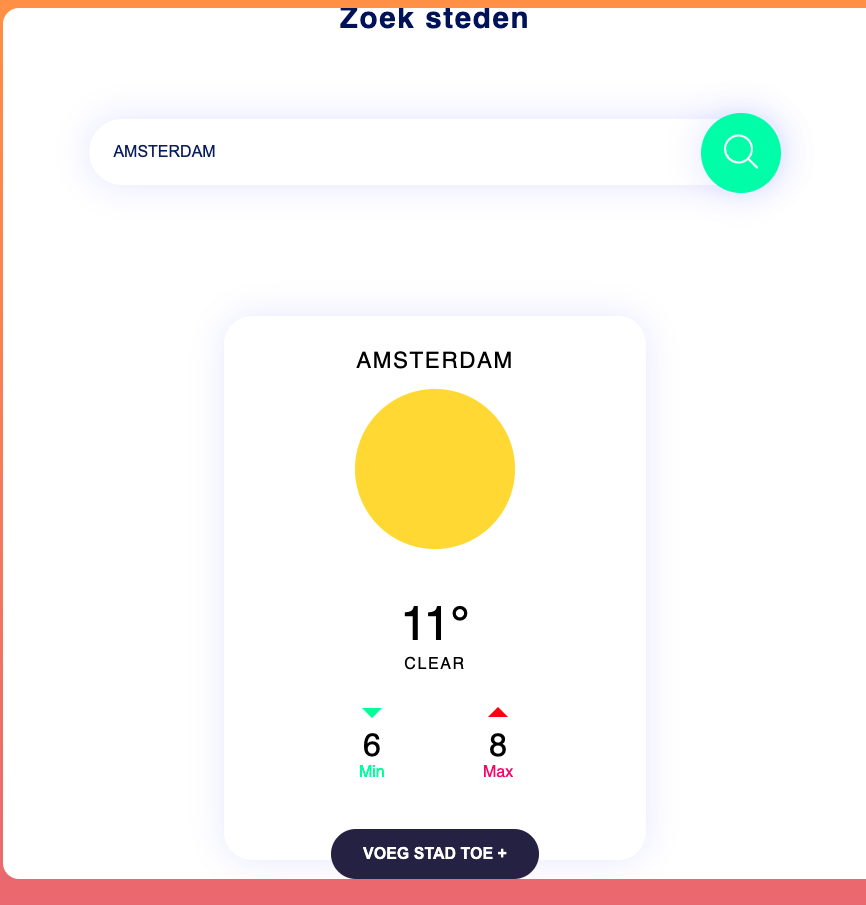 Zoek steden
AMSTERDAM
AMSTERDAM
11°
CLEAR
6
8
Min
Max
VOEG STAD TOE +